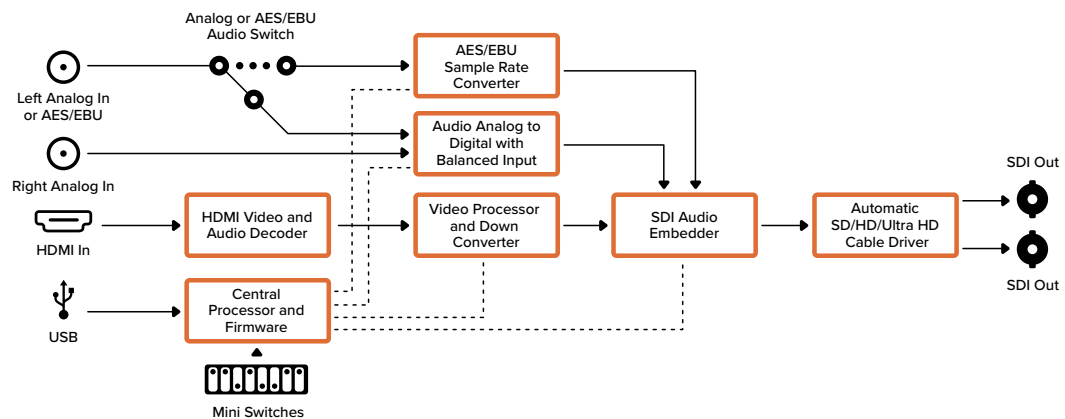 Analog or AES/EBU
Audio Switch
Left Analog In
or AES/EBU
AES/EBU
Sample Rate
Converter
Audio Analog to
Digital with
Balanced Input
Right Analog In
HDMI In
HDMI Video and
Audio Decoder
Video Processor
and Down
Converter
SDI Audio
Embedder
Automatic
SD/HD/Ultra HD
Cable Driver
SDI Out
SDI Out
USB
Central
Processor and
Firmware
Mini Switches